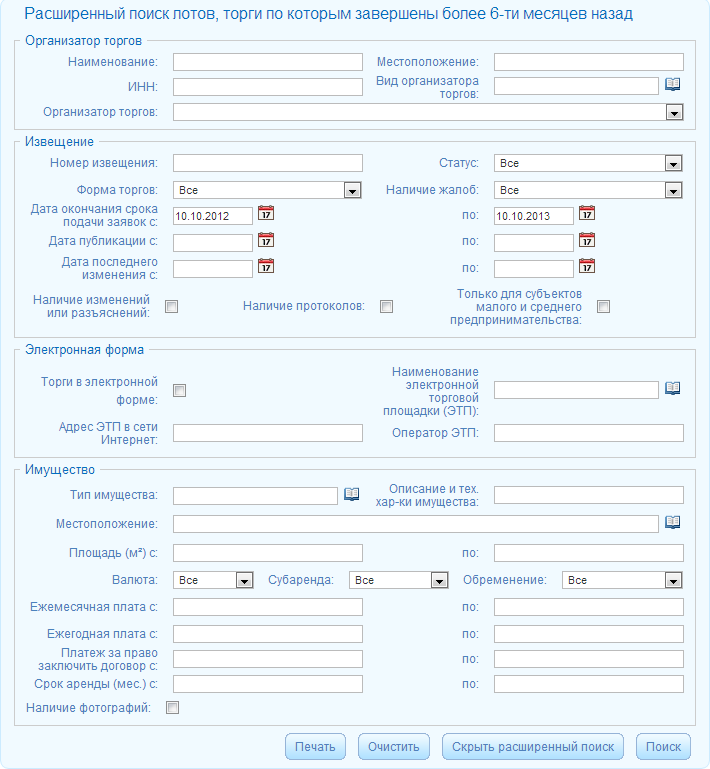 Расширенный поиск лотов, торги по которым завершены более 6-ти месяцев назад
Организатор торгов
Наименование:
Местоположение:
ИНН:
Вид организатора
торгов:
Организатор торгов:
Извещение
Номер извещения:
Статус: Все
Форма торгов: Все
Наличие жалоб: Все
Дата окончания срока
подачи заявок с: 10.10.2012 17
по: 10.10.2013 17
Дата публикации с: 17
по: 17
Дата последнего
изменения с: 17
по: 17
Наличие изменений
или разъяснений:
Наличие протоколов:
Только для субъектов
малого и среднего
предпринимательства:
Электронная форма
Торги в электронной
форме:
Наименование
электронной
торговой
площадки (ЭТП):
Адрес ЭТП в сети
Интернет:
Оператор ЭТП:
Имущество
Тип имущества:
Описание и тех.
хар-ки имущества:
Местоположение:
Площадь (м²) с:
по:
Валюта: Все
Субаренда: Все
Обременение: Все
Ежемесячная плата с:
по:
Ежегодная плата с:
по:
Платеж за право
заключить договор с:
по:
Срок аренды (мес.) с:
по:
Наличие фотографий:
Печать
Очистить
Скрыть расширенный поиск
Поиск